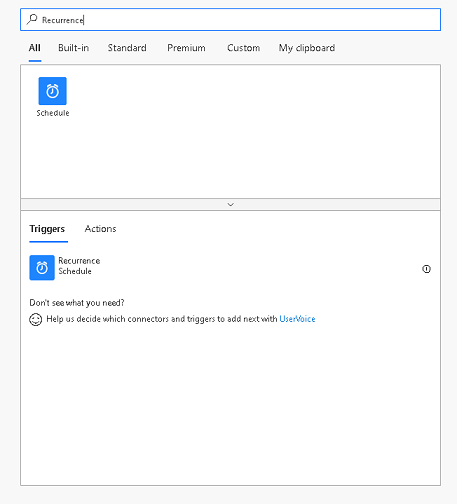 Recurrence
All Built-in Standard Premium Custom My clipboard
Schedule
Triggers Actions
Recurrence
Schedule
Don't see what you need?
Help us decide which connectors and triggers to add next with UserVoice